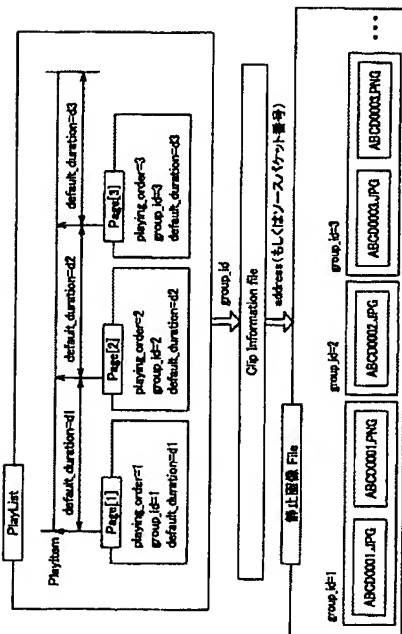 PlayList
PlayItem
default_duration=d1
default_duration=d2
default_duration=d3
Page[1]
playing_order=1
group_id=1
default_duration=d1
Page[2]
playing_order=2
group_id=2
default_duration=d2
Page[3]
playing_order=3
group_id=3
default_duration=d3
group_id
Clip Information file
address(もしくはソースパケット番号)
静止画像 File
group_id=1
ABCD0001.JPG
ABCD0001.PNG
group_id=2
ABCD0002.JPG
group_id=3
ABCD0003.JPG
ABCD0003.PNG
...